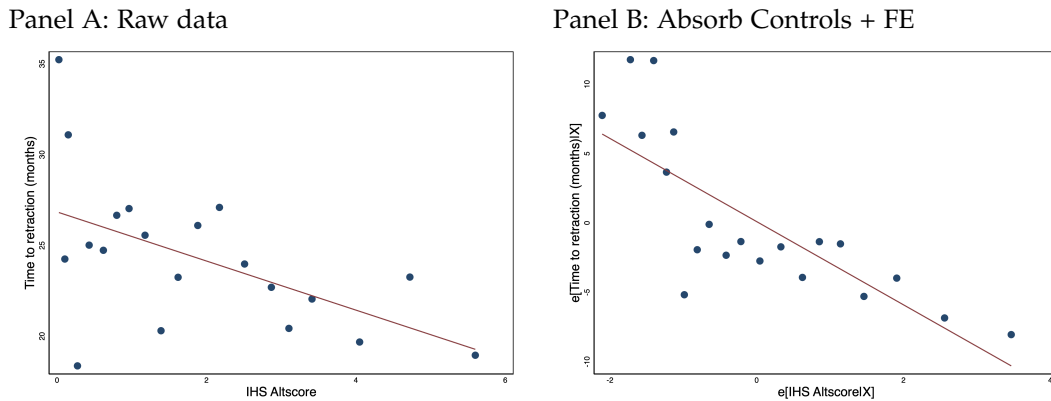 Panel A: Raw data
Time to retraction (months)
35
30
25
20
0
2
4
6
IHS Altscore
Panel B: Absorb Controls + FE
e[Time to retraction (months)|X]
10
5
0
-5
-10
-2
0
2
4
e[IHS Altscore|X]